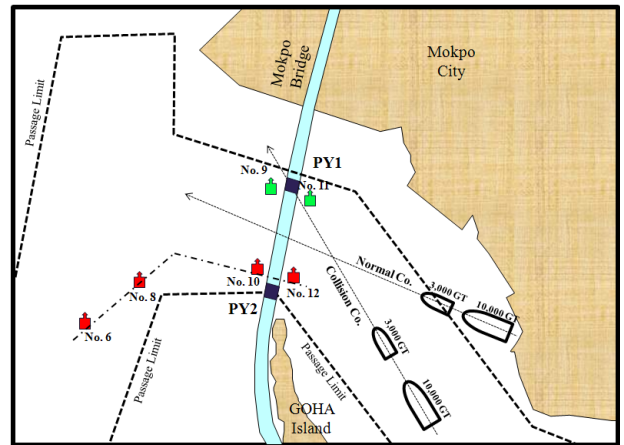 Mokpo
City
Mokpo
Bridge
Passage Limit
PY1
No. 9
No. 11
Normal Co.
3,000 GT
10,000 GT
No. 10
No. 8
No. 12
PY2
Collision Co.
3,000 GT
No. 6
Passage Limit
Passage Limit
10,000 GT
GOHA
Island